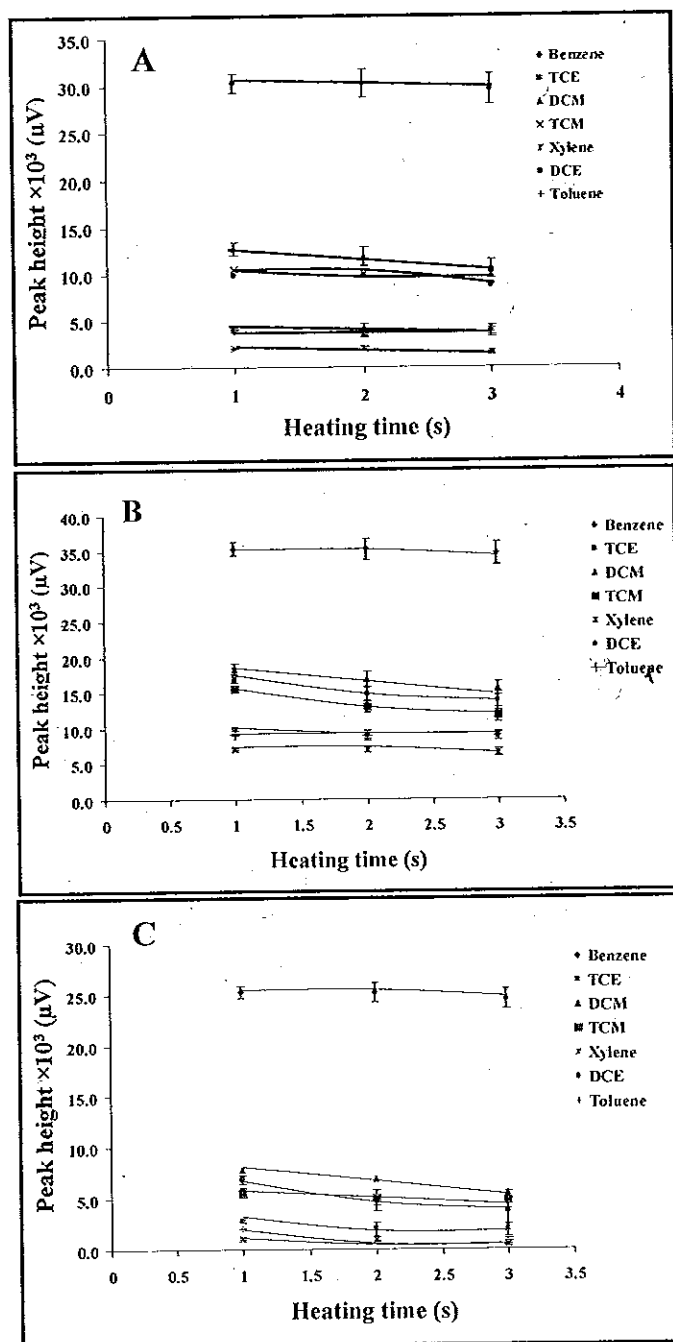 A
Peak height ×10³ (µV)
35.0
30.0
25.0
20.0
15.0
10.0
5.0
0.0
0
1
2
3
4
Heating time (s)
Benzene
TCE
DCM
TCM
Xylene
DCE
Toluene
B
Peak height ×10³ (µV)
40.0
35.0
30.0
25.0
20.0
15.0
10.0
5.0
0.0
0
0.5
1
1.5
2
2.5
3
3.5
Heating time (s)
Benzene
TCE
DCM
TCM
Xylene
DCE
Toluene
C
Peak height ×10³ (µV)
30.0
25.0
20.0
15.0
10.0
5.0
0.0
0
0.5
1
1.5
2
2.5
3
3.5
Heating time (s)
Benzene
TCE
DCM
TCM
Xylene
DCE
Toluene